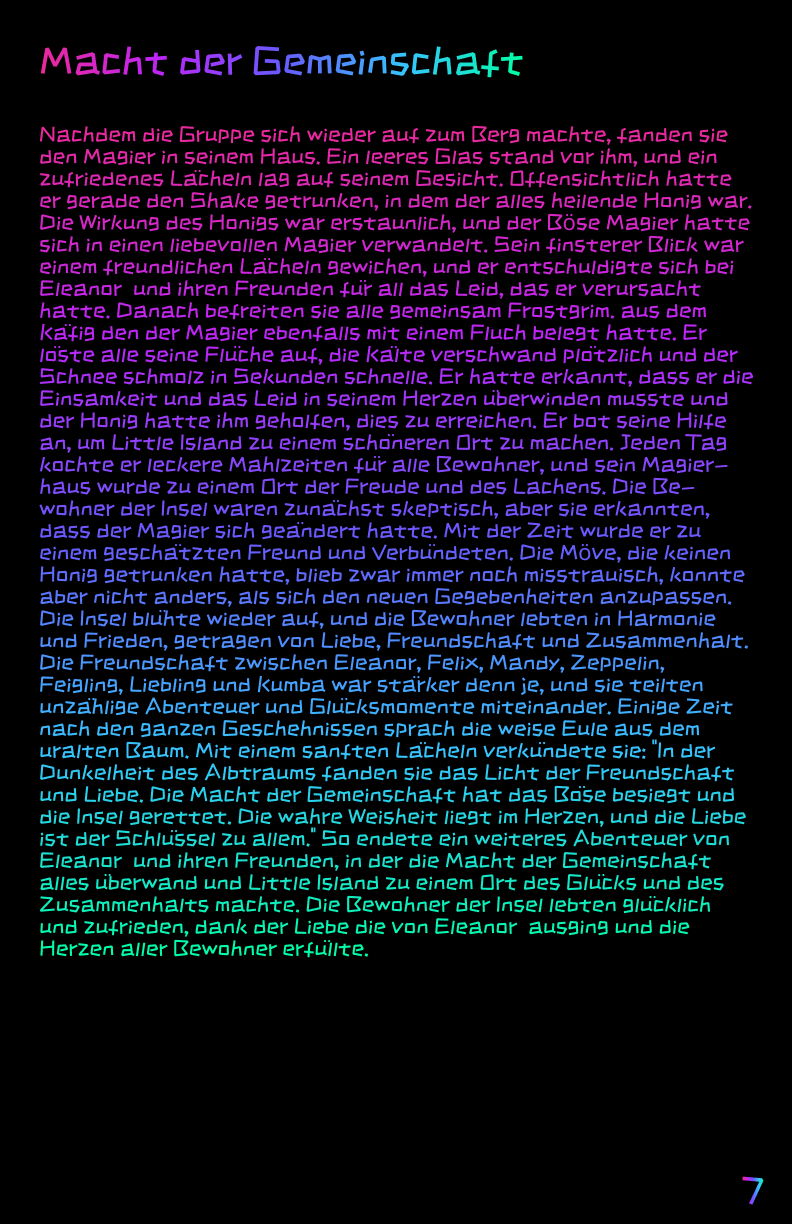 Macht der Gemeinschaft
Nachdem die Gruppe sich wieder auf zum Berg machte, fanden sie
den Magier in seinem Haus. Ein leeres Glas stand vor ihm, und ein
zufriedenes Lächeln lag auf seinem Gesicht. Offensichtlich hatte
er gerade den Shake getrunken, in dem der alles heilende Honig war.
Die Wirkung des Honigs war erstaunlich, und der Böse Magier hatte
sich in einen liebevollen Magier verwandelt. Sein finsterer Blick war
einem freundlichen Lächeln gewichen, und er entschuldigte sich bei
Eleanor und ihren Freunden für all das Leid, das er verursacht
hatte. Danach befreiten sie alle gemeinsam Frostgrim. aus dem
Käfig den der Magier ebenfalls mit einem Fluch belegt hatte. Er
löste alle seine Flüche auf, die Kälte verschwand plötzlich und der
Schnee schmolz in Sekunden schnelle. Er hatte erkannt, dass er die
Einsamkeit und das Leid in seinem Herzen überwinden musste und
der Honig hatte ihm geholfen, dies zu erreichen. Er bot seine Hilfe
an, um Little Island zu einem schöneren Ort zu machen. Jeden Tag
kochte er leckere Mahlzeiten für alle Bewohner, und sein Magier-
haus wurde zu einem Ort der Freude und des Lachens. Die Be-
wohner der Insel waren zunächst skeptisch, aber sie erkannten,
dass der Magier sich geändert hatte. Mit der Zeit wurde er zu
einem geschätzten Freund und Verbündeten. Die Möve, die keinen
Honig getrunken hatte, blieb zwar immer noch misstrauisch, konnte
aber nicht anders, als sich den neuen Gegebenheiten anzupassen.
Die Insel blühte wieder auf, und die Bewohner lebten in Harmonie
und Frieden, getragen von Liebe, Freundschaft und Zusammenhalt.
Die Freundschaft zwischen Eleanor, Felix, Mandy, Zeppelin,
Feigling, Liebling und Kumba war stärker denn je, und sie teilten
unzählige Abenteuer und Glücksmomente miteinander. Einige Zeit
nach den ganzen Geschehnissen sprach die weise Eule aus dem
uralten Baum. Mit einem sanften Lächeln verkündete sie: "In der
Dunkelheit des Albtraums fanden sie das Licht der Freundschaft
und Liebe. Die Macht der Gemeinschaft hat das Böse besiegt und
die Insel gerettet. Die wahre Weisheit liegt im Herzen, und die Liebe
ist der Schlüssel zu allem." So endete ein weiteres Abenteuer von
Eleanor und ihren Freunden, in der die Macht der Gemeinschaft
alles überwand und Little Island zu einem Ort des Glücks und des
Zusammenhalts machte. Die Bewohner der Insel lebten glücklich
und zufrieden, dank der Liebe die von Eleanor ausging und die
Herzen aller Bewohner erfüllte.
7